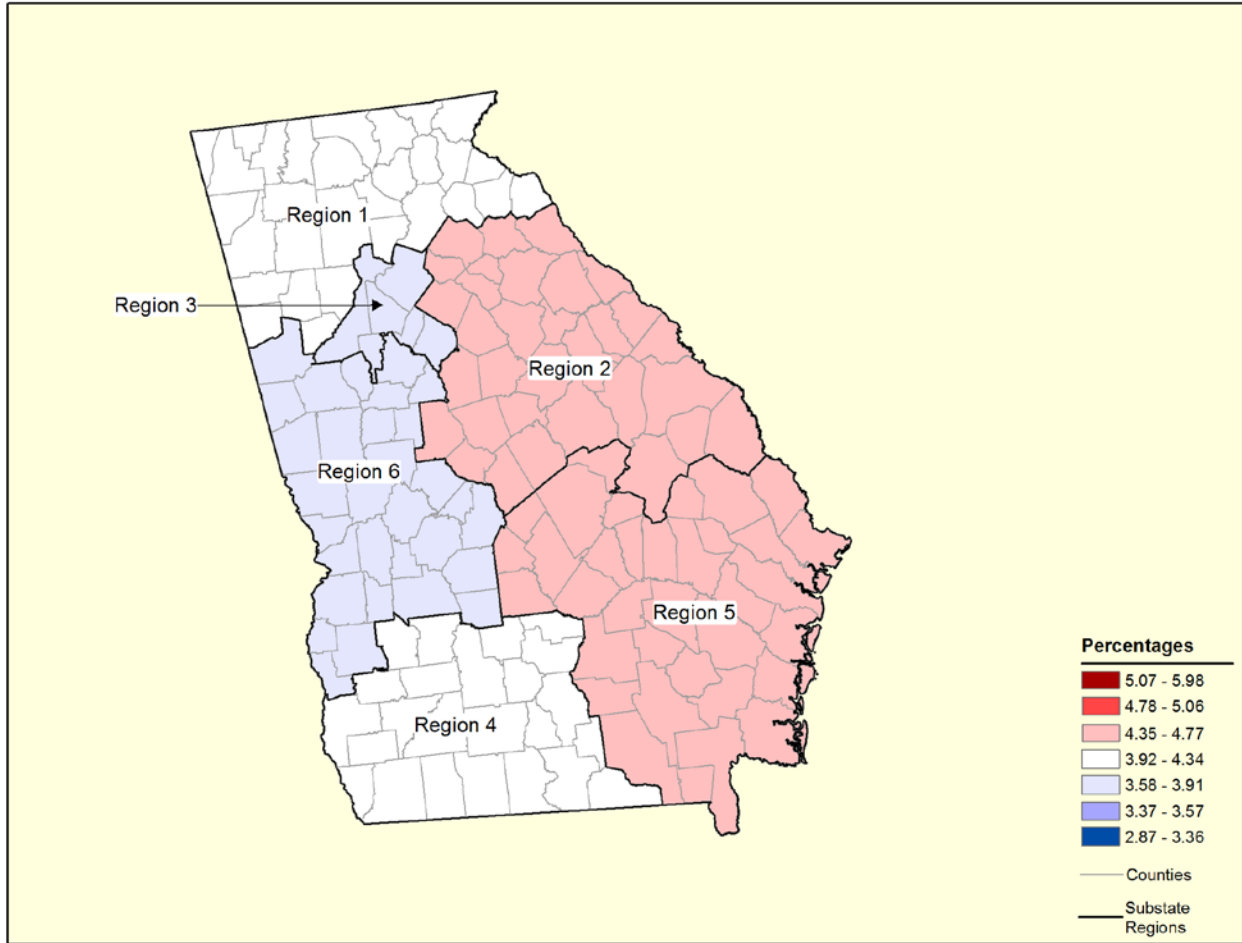 Region 1
Region 3
Region 2
Region 6
Region 5
Region 4
Percentages
5.07 - 5.98
4.78 - 5.06
4.35 - 4.77
3.92 - 4.34
3.58 - 3.91
3.37 - 3.57
2.87 - 3.36
Counties
Substate
Regions